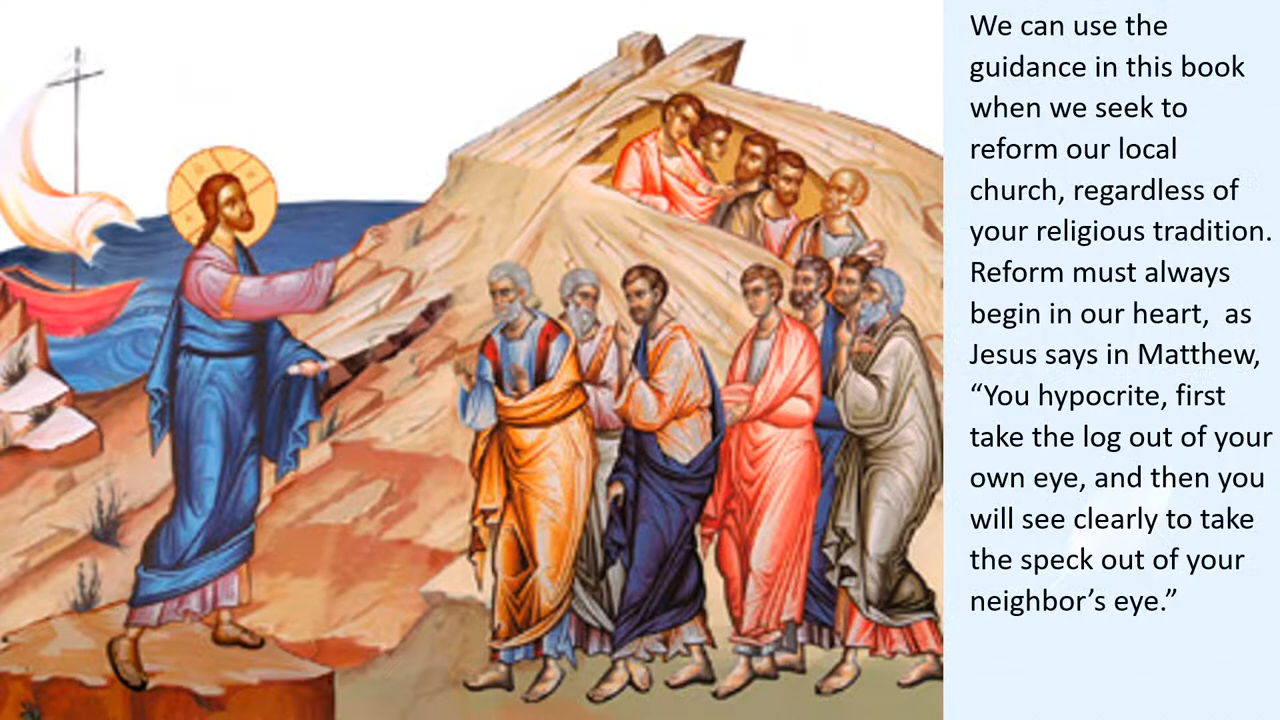 We can use the
guidance in this book
when we seek to
reform our local
church, regardless of
your religious tradition.
Reform must always
begin in our heart,  as
Jesus says in Matthew,
“You hypocrite, first
take the log out of your
own eye, and then you
will see clearly to take
the speck out of your
neighbor’s eye.”